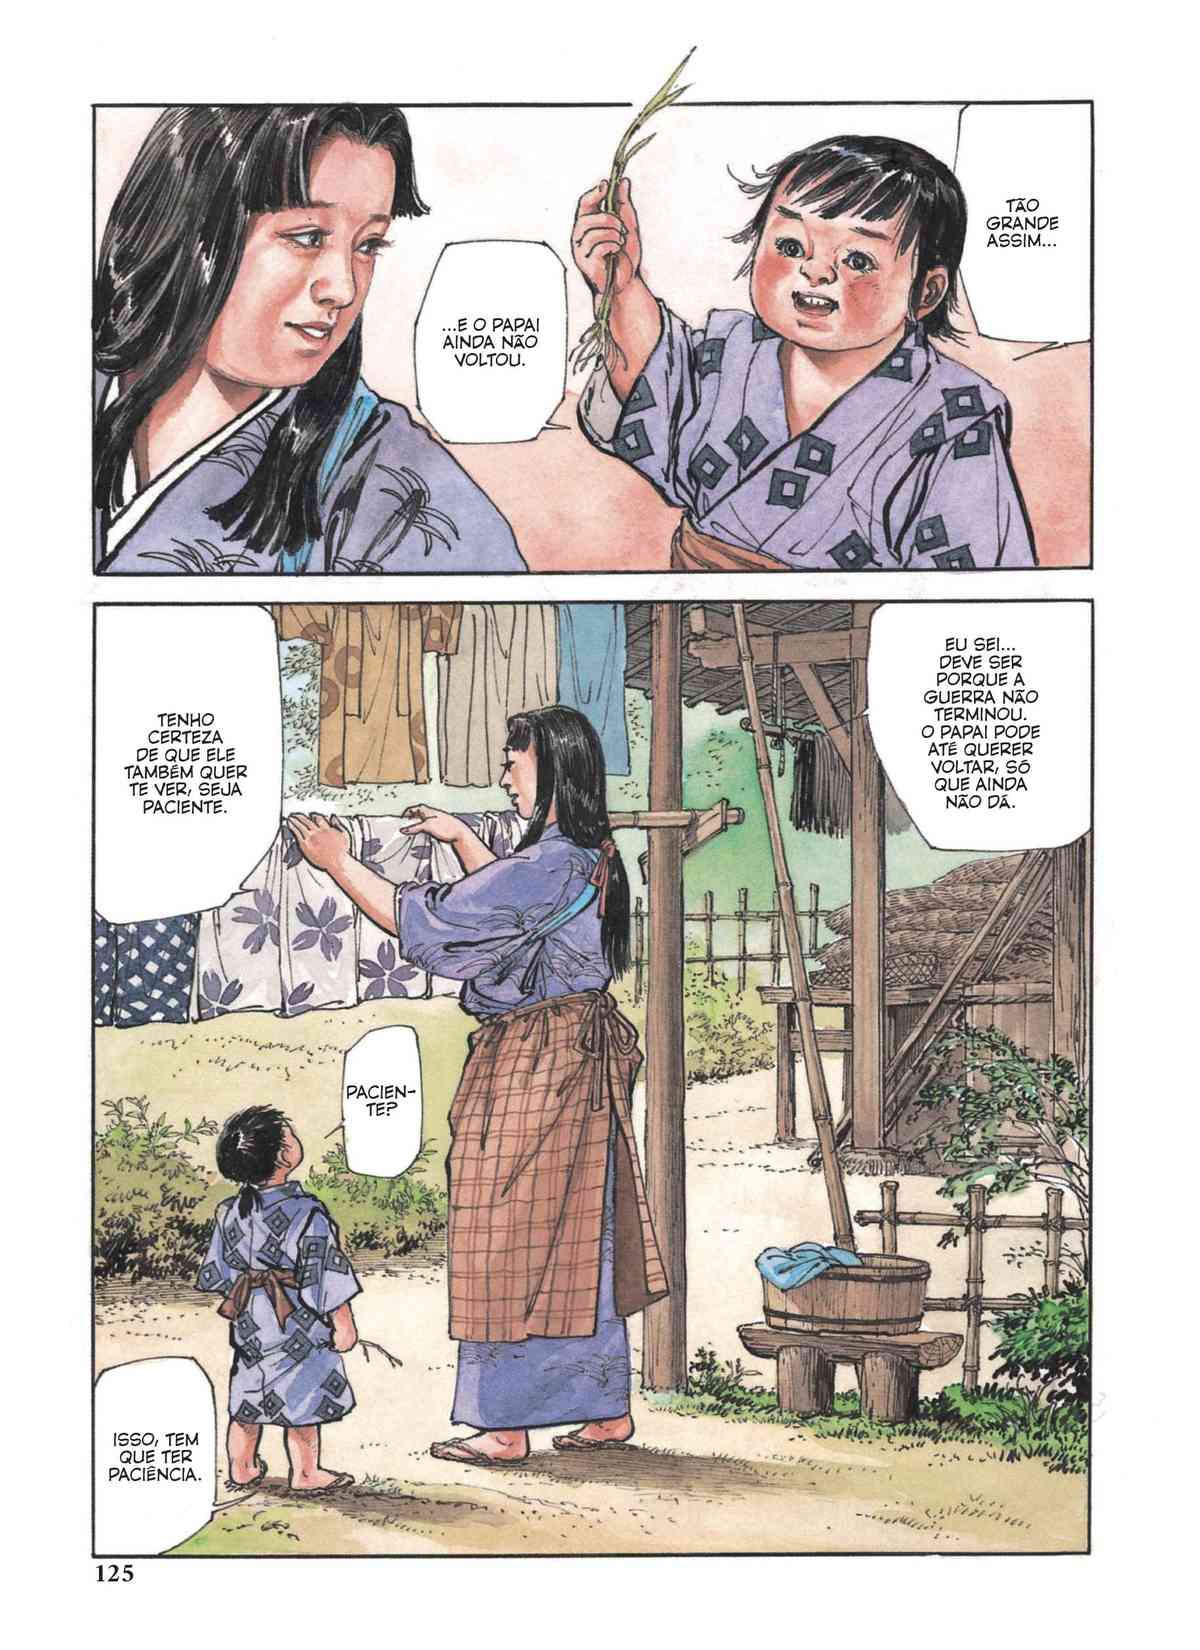 TÃO
GRANDE
ASSIM...
...E O PAPAI
AINDA NÃO
VOLTOU.
EU SEI...
DEVE SER
PORQUE A
GUERRA NÃO
TERMINOU.
O PAPAI PODE
ATÉ QUERER
VOLTAR, SÓ
QUE AINDA
NÃO DÁ.
TENHO
CERTEZA
DE QUE ELE
TAMBÉM QUER
TE VER, SEJA
PACIENTE.
PACIEN-
TE?
ISSO, TEM
QUE TER
PACIÊNCIA.
125